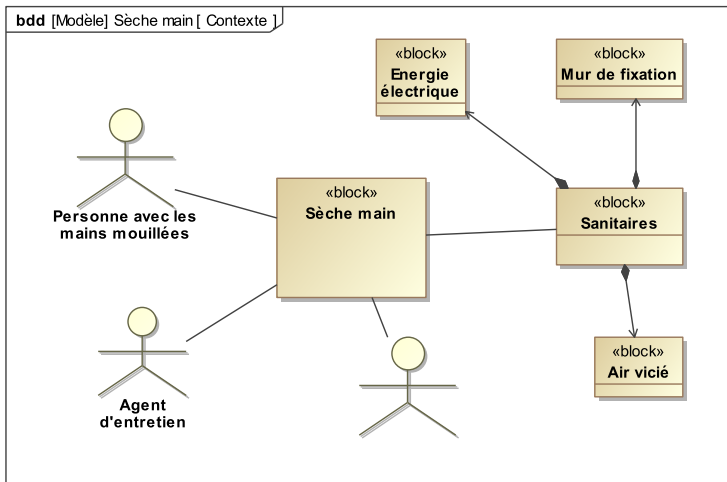 bdd [Modèle] Sèche main [ Contexte ]
«block»
Energie
électrique
«block»
Mur de fixation
Personne avec les
mains mouillées
«block»
Sèche main
«block»
Sanitaires
Agent
d'entretien
«block»
Air vicié